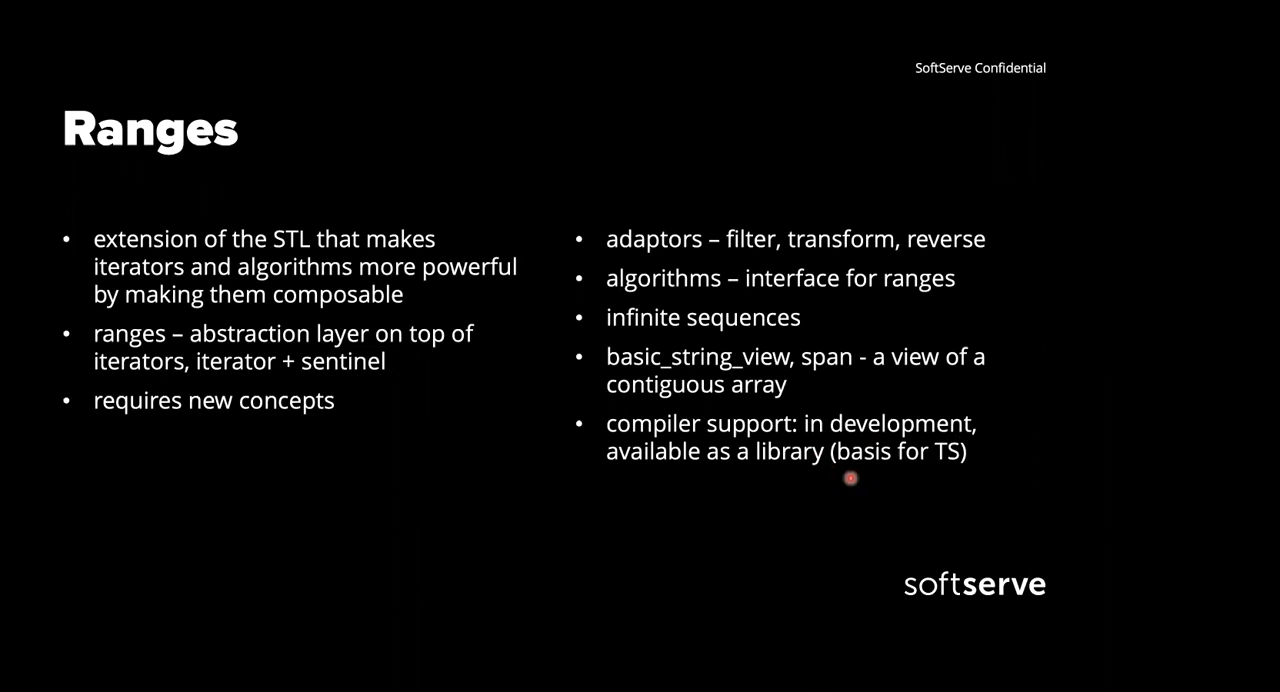 SoftServe Confidential
Ranges
• extension of the STL that makes
iterators and algorithms more powerful
by making them composable
• ranges – abstraction layer on top of
iterators, iterator + sentinel
• requires new concepts
• adaptors – filter, transform, reverse
• algorithms – interface for ranges
• infinite sequences
• basic_string_view, span - a view of a
contiguous array
• compiler support: in development,
available as a library (basis for TS)
softserve